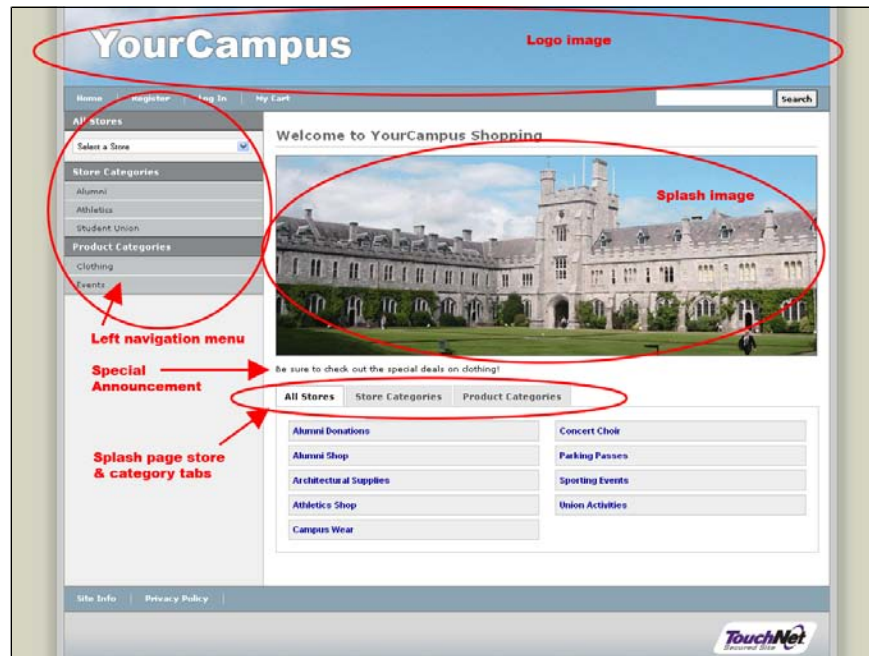 YourCampus
Logo image
Home | Register | Log In | My Cart
Search
All Stores
Select a Store
Store Categories
Alumni
Athletics
Student Union
Product Categories
Clothing
Events
Left navigation menu
Special
Announcement
Splash page store
& category tabs
Welcome to YourCampus Shopping
Splash image
Be sure to check out the special deals on clothing!
All Stores Store Categories Product Categories
Alumni Donations
Concert Choir
Alumni Shop
Parking Passes
Architectural Supplies
Sporting Events
Athletics Shop
Union Activities
Campus Wear
Site Info | Privacy Policy |
TouchNet
Secured Site